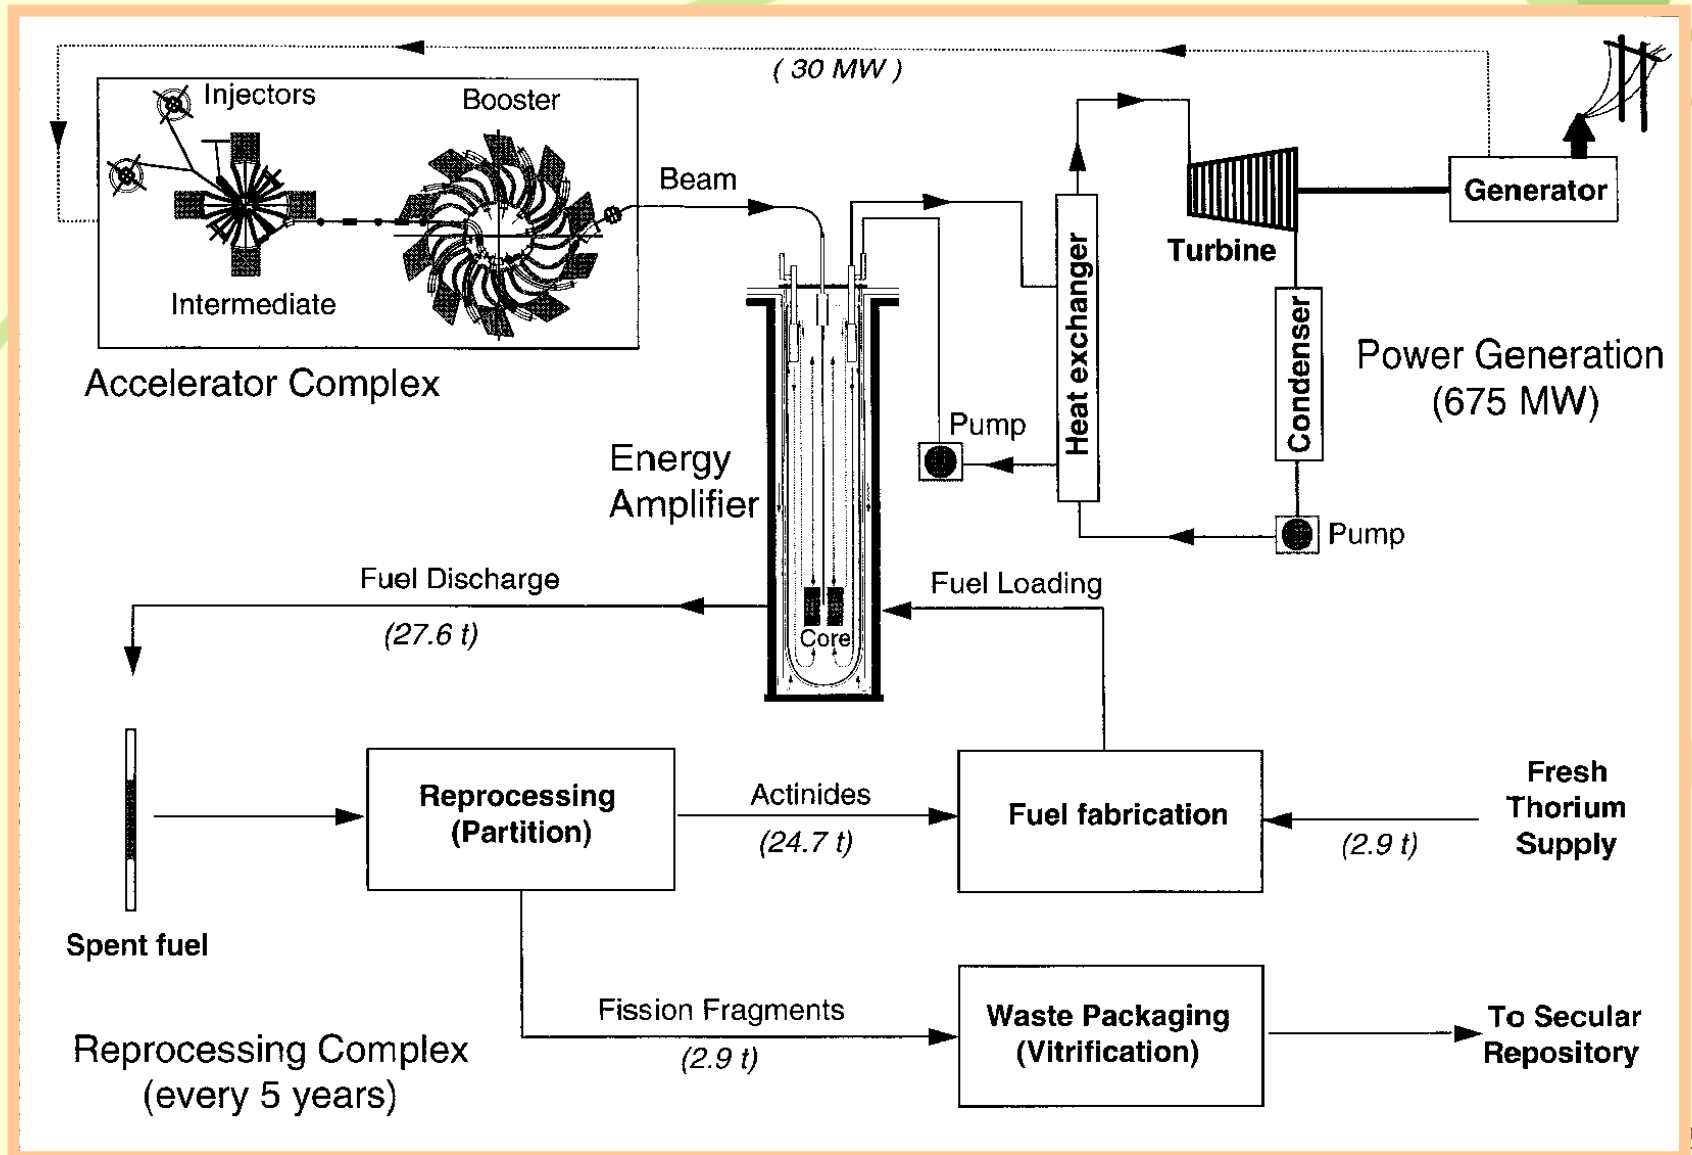 ( 30 MW )
Injectors
Booster
Intermediate
Accelerator Complex
Beam
Turbine
Generator
Heat exchanger
Condenser
Power Generation
(675 MW)
Pump
Pump
Energy
Amplifier
Core
Fuel Discharge
(27.6 t)
Fuel Loading
Spent fuel
Reprocessing
(Partition)
Actinides
(24.7 t)
Fuel fabrication
(2.9 t)
Fresh
Thorium
Supply
Fission Fragments
(2.9 t)
Waste Packaging
(Vitrification)
To Secular
Repository
Reprocessing Complex
(every 5 years)